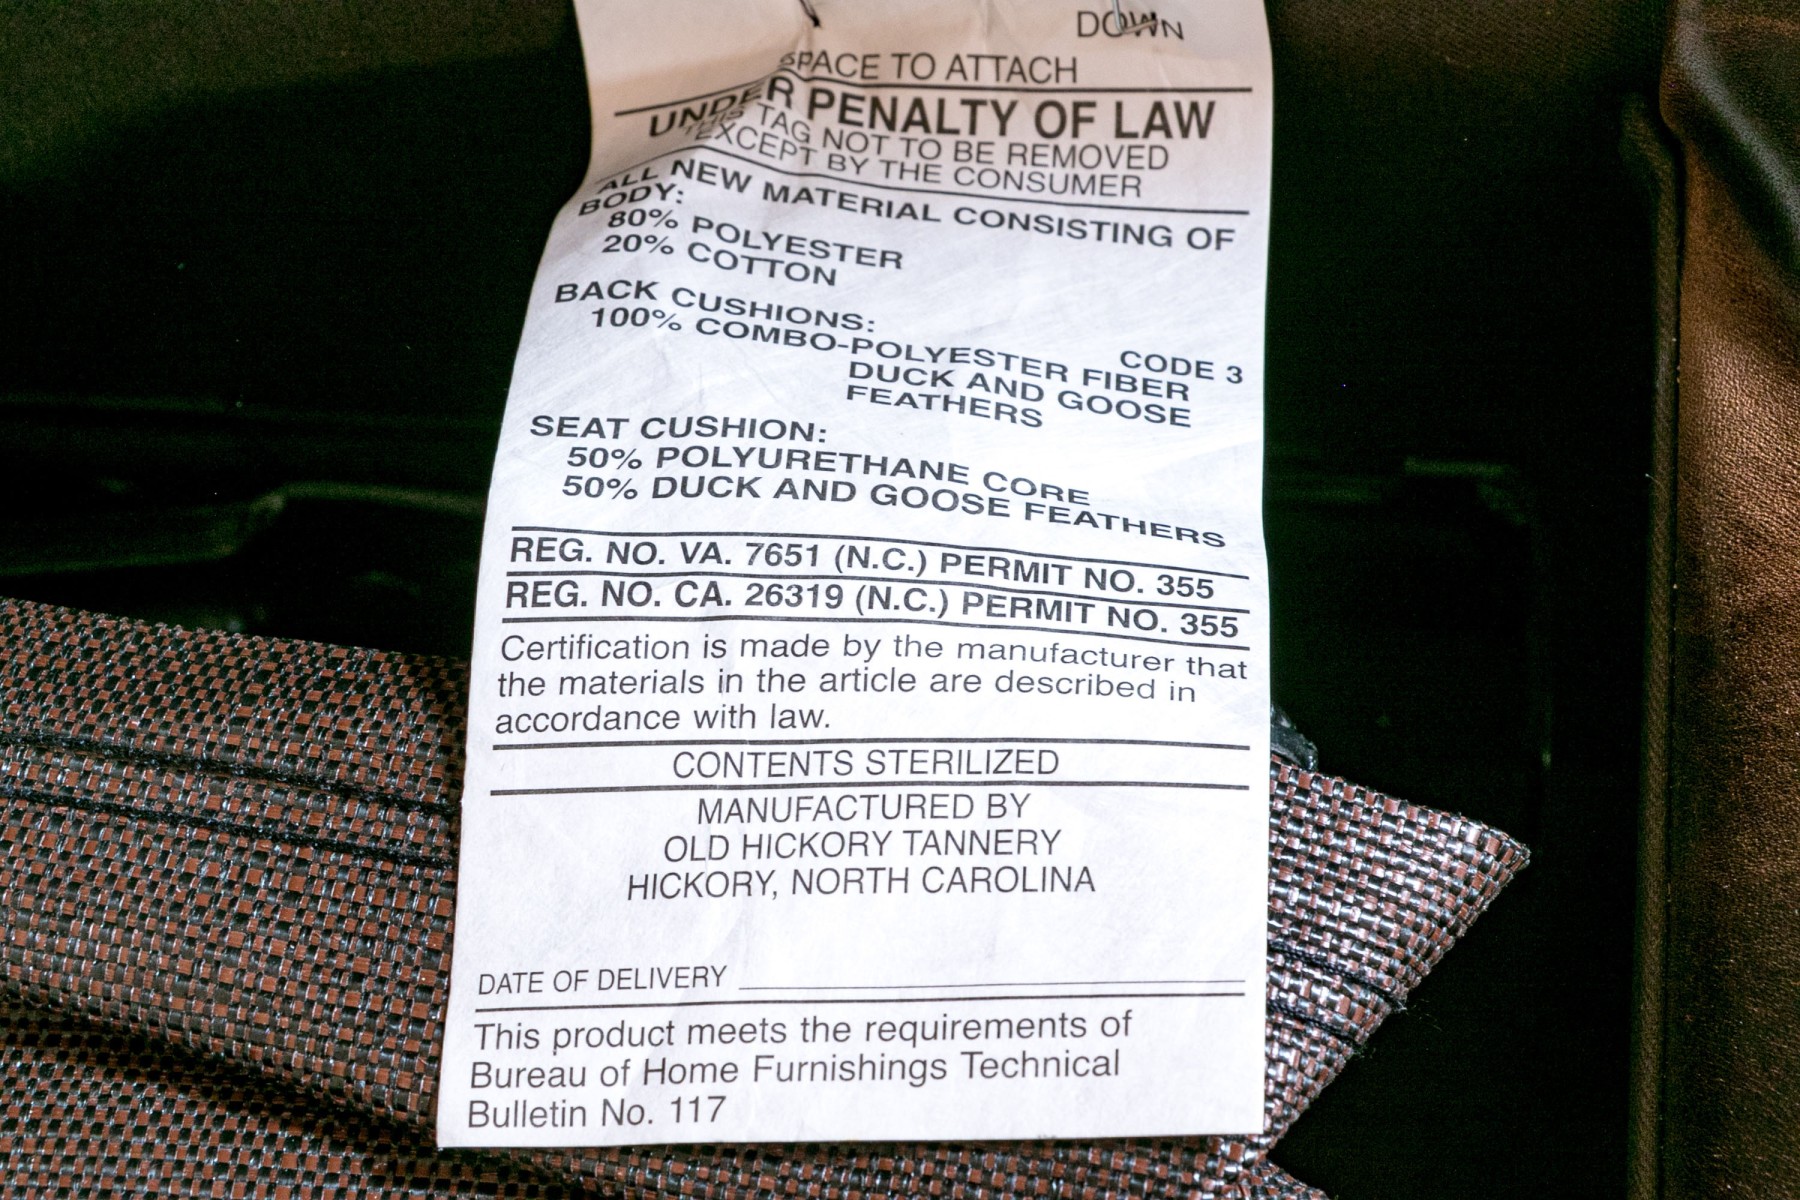 DOWN
SPACE TO ATTACH
UNDER PENALTY OF LAW
THIS TAG NOT TO BE REMOVED
EXCEPT BY THE CONSUMER
ALL NEW MATERIAL CONSISTING OF
BODY:
80% POLYESTER
20% COTTON
BACK CUSHIONS:
CODE 3
100% COMBO-POLYESTER FIBER
DUCK AND GOOSE
FEATHERS
SEAT CUSHION:
50% POLYURETHANE CORE
50% DUCK AND GOOSE FEATHERS
REG. NO. VA. 7651 (N.C.) PERMIT NO. 355
REG. NO. CA. 26319 (N.C.) PERMIT NO. 355
Certification is made by the manufacturer that
the materials in the article are described in
accordance with law.
CONTENTS STERILIZED
MANUFACTURED BY
OLD HICKORY TANNERY
HICKORY, NORTH CAROLINA
DATE OF DELIVERY
This product meets the requirements of
Bureau of Home Furnishings Technical
Bulletin No. 117